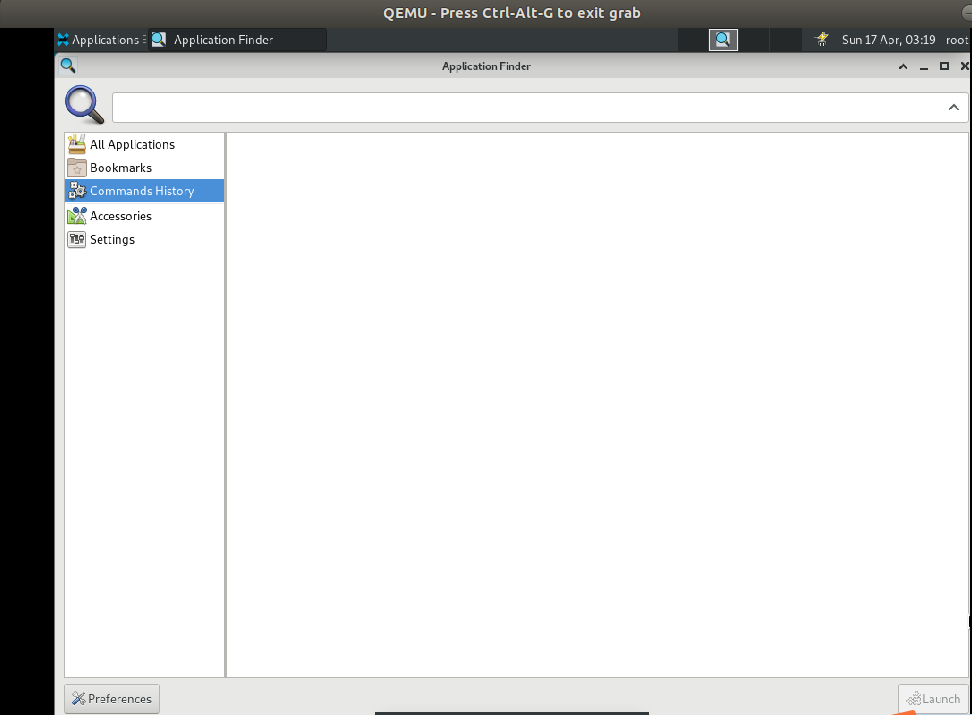 QEMU - Press Ctrl-Alt-G to exit grab
Applications Application Finder Sun 17 Apr, 03:19 root
Application Finder
All Applications
Bookmarks
Commands History
Accessories
Settings
Preferences Launch